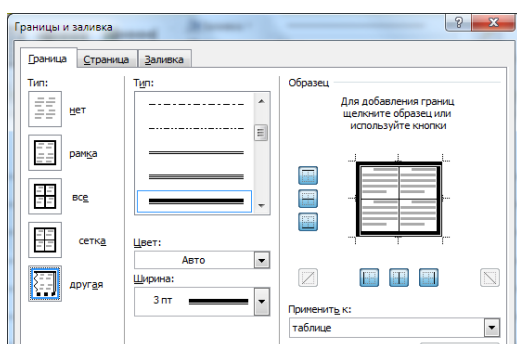 Границы и заливка
Граница
Страница
Заливка
Тип:
нет
рамка
все
сетка
другая
Тип:
Цвет:
Авто
Ширина:
3 пт
Образец
Для добавления границ
щелкните образец или
используйте кнопки
Применить к:
таблице